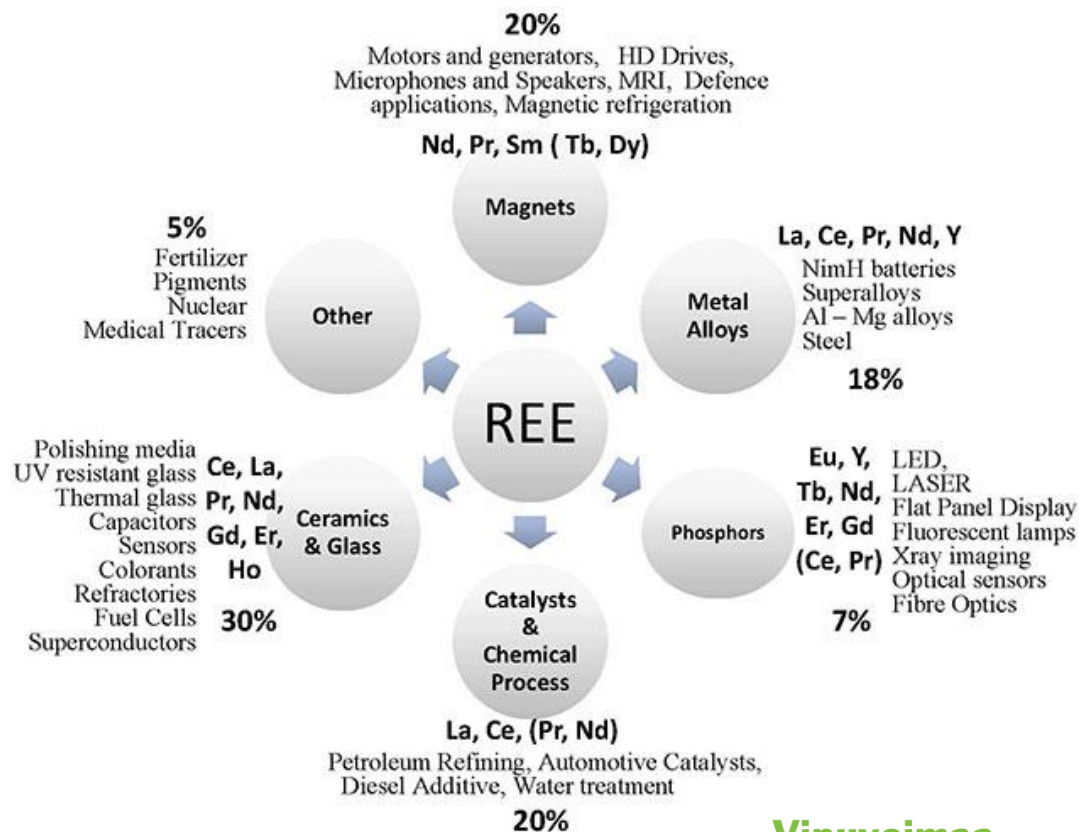 20%
Motors and generators, HD Drives,
Microphones and Speakers, MRI, Defence
applications, Magnetic refrigeration
Nd, Pr, Sm ( Tb, Dy)
Magnets
La, Ce, Pr, Nd, Y
NimH batteries
Superalloys
Al – Mg alloys
Steel
18%
Metal
Alloys
5%
Fertilizer
Pigments
Nuclear
Medical Tracers
Other
REE
Polishing media
UV resistant glass
Thermal glass
Capacitors
Sensors
Colorants
Refractories
Fuel Cells
Superconductors
Ce, La,
Pr, Nd,
Gd, Er,
Ho
30%
Ceramics
& Glass
Phosphors
Eu, Y,
Tb, Nd,
Er, Gd
(Ce, Pr)
7%
LED,
LASER
Flat Panel Display
Fluorescent lamps
Xray imaging
Optical sensors
Fibre Optics
Catalysts
&
Chemical
Process
La, Ce, (Pr, Nd)
Petroleum Refining, Automotive Catalysts,
Diesel Additive, Water treatment
20%